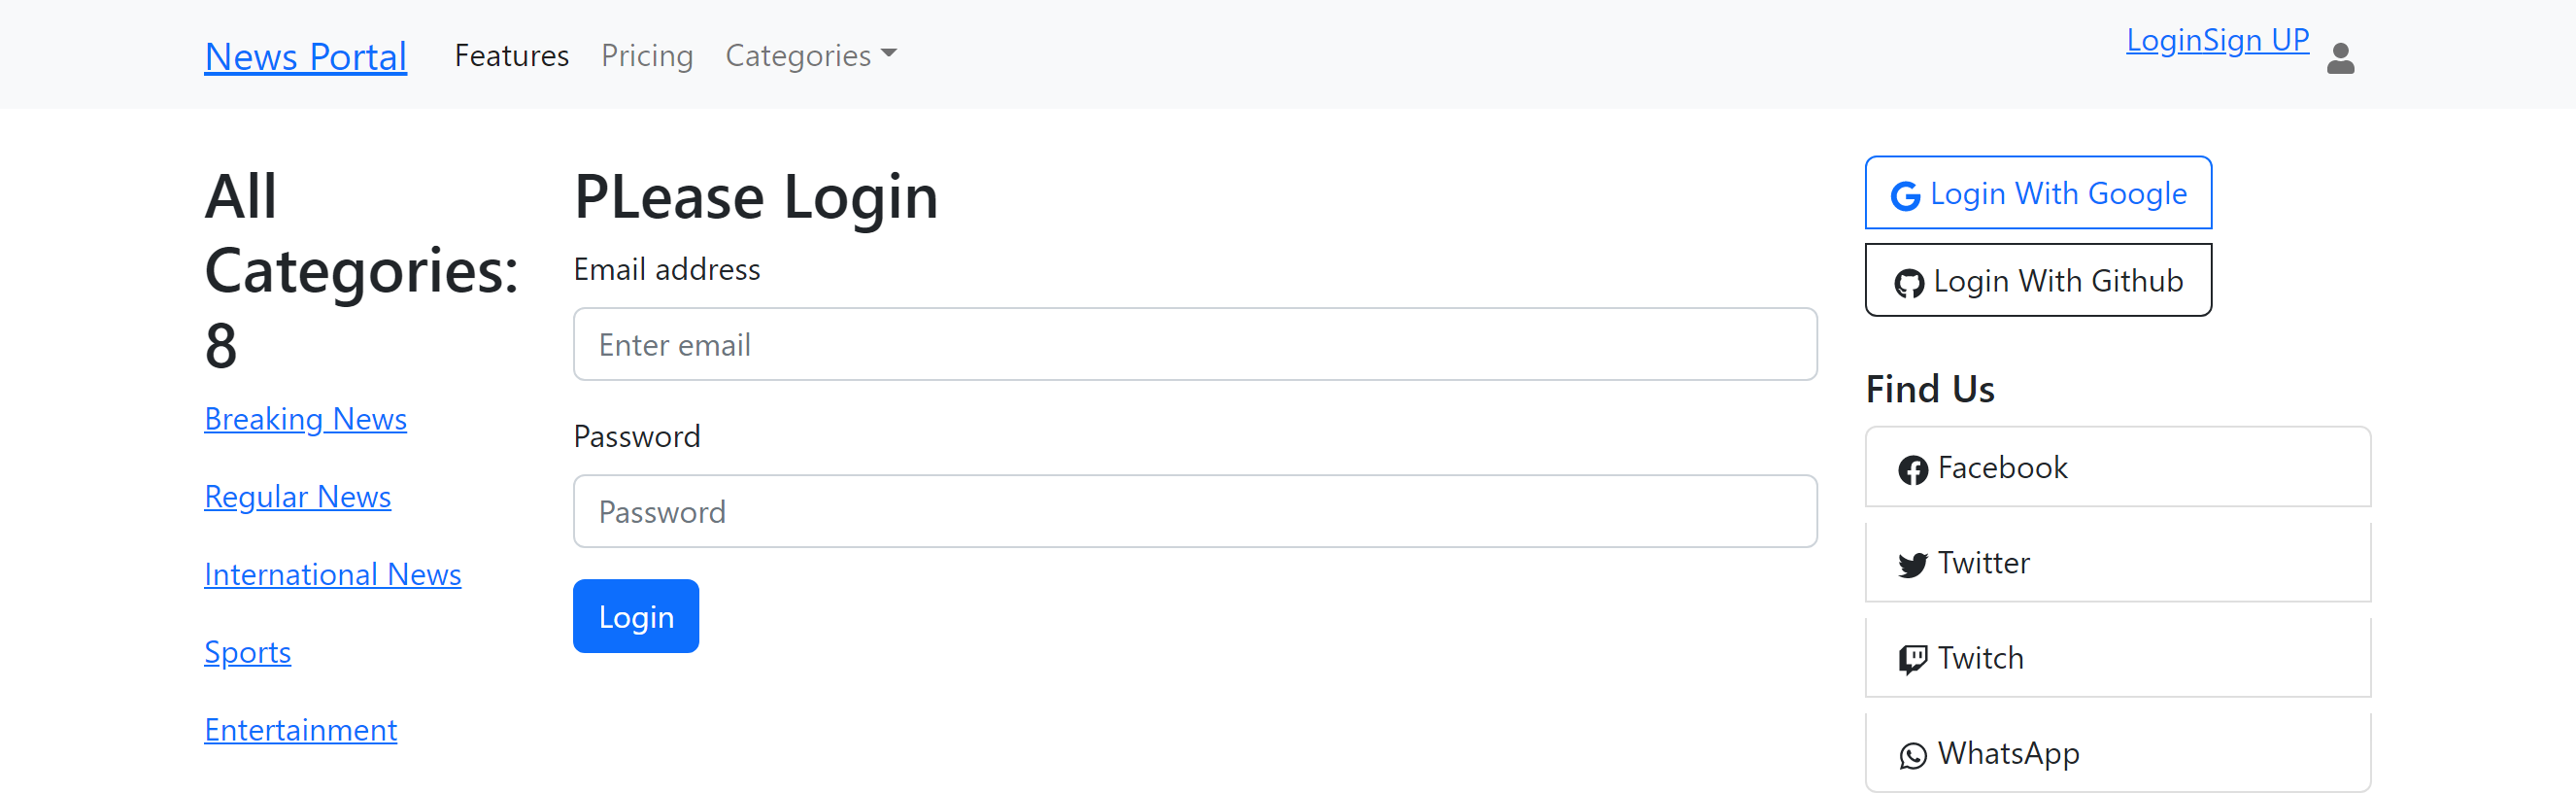 News Portal Features Pricing Categories LoginSign UP
All
Categories:
8
Breaking News
Regular News
International News
Sports
Entertainment
PLease Login
Email address
Enter email
Password
Password
Login
Login With Google
Login With Github
Find Us
Facebook
Twitter
Twitch
WhatsApp